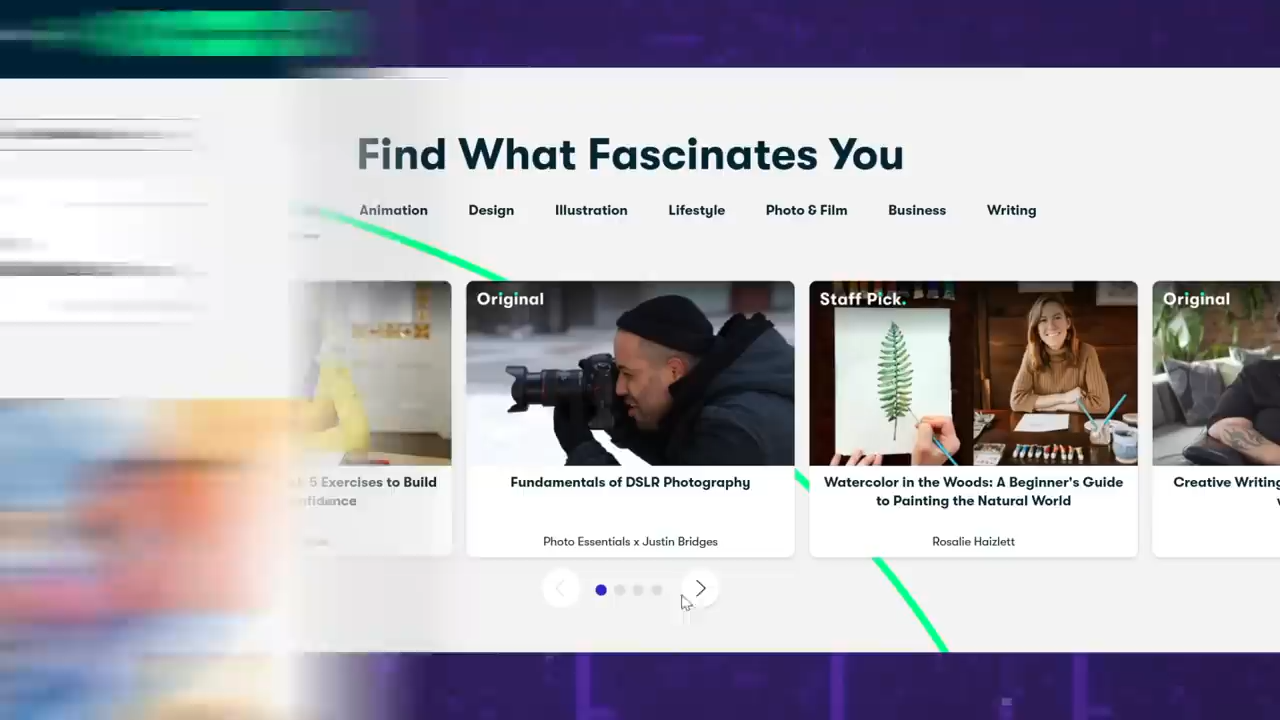 Find What Fascinates You
Animation Design Illustration Lifestyle Photo & Film Business Writing
5 Exercises to Build
Original
Fundamentals of DSLR Photography
Photo Essentials x Justin Bridges
Staff Pick.
Watercolor in the Woods: A Beginner's Guide
to Painting the Natural World
Rosalie Haizlett
Original
Creative Writing